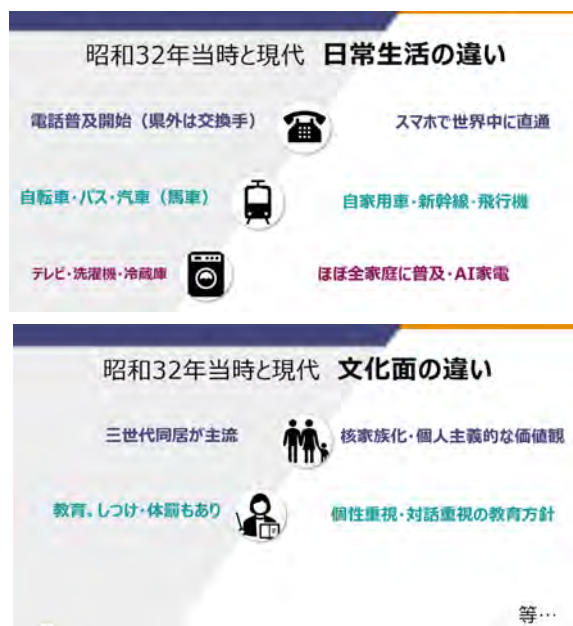 昭和32年当時と現代 日常生活の違い
電話普及開始（県外は交換手） スマホで世界中に直通
自転車・バス・汽車（馬車） 自家用車・新幹線・飛行機
テレビ・洗濯機・冷蔵庫 ほぼ全家庭に普及・AI家電
昭和32年当時と現代 文化面の違い
三世代同居が主流 核家族化・個人主義的な価値観
教育、しつけ・体罰もあり 個性重視・対話重視の教育方針
等…